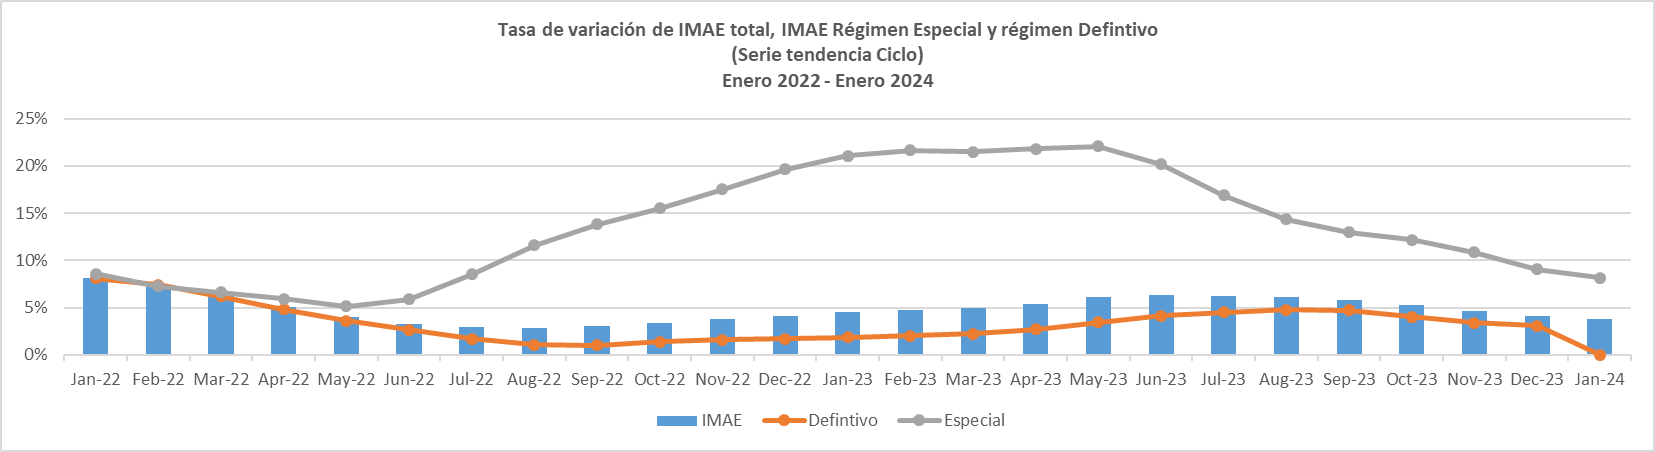 Tasa de variación de IMAE total, IMAE Régimen Especial y régimen Defintivo
(Serie tendencia Ciclo)
Enero 2022 - Enero 2024
25%
20%
15%
10%
5%
0%
Jan-22 Feb-22 Mar-22 Apr-22 May-22 Jun-22 Jul-22 Aug-22 Sep-22 Oct-22 Nov-22 Dec-22 Jan-23 Feb-23 Mar-23 Apr-23 May-23 Jun-23 Jul-23 Aug-23 Sep-23 Oct-23 Nov-23 Dec-23 Jan-24
IMAE Defintivo Especial